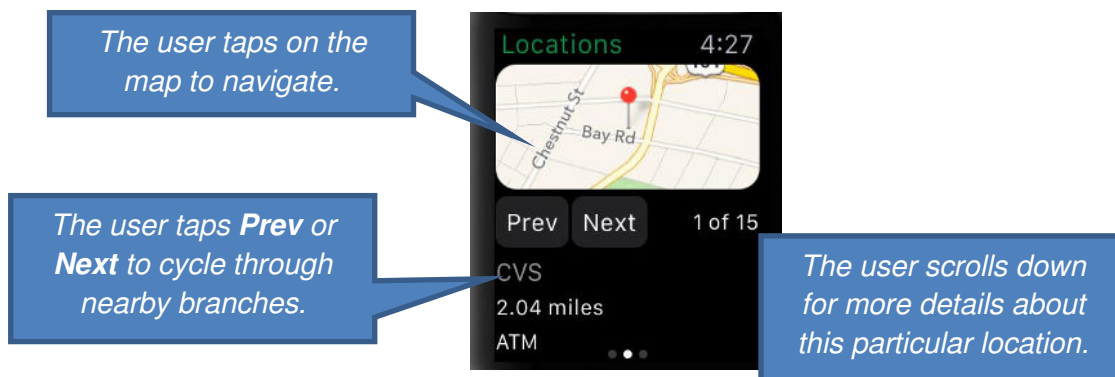 The user taps on the
map to navigate.
Locations 4:27
101
Chestnut St
Bay Rd
Prev Next 1 of 15
The user taps Prev or
Next to cycle through
nearby branches.
CVS
2.04 miles
ATM
The user scrolls down
for more details about
this particular location.